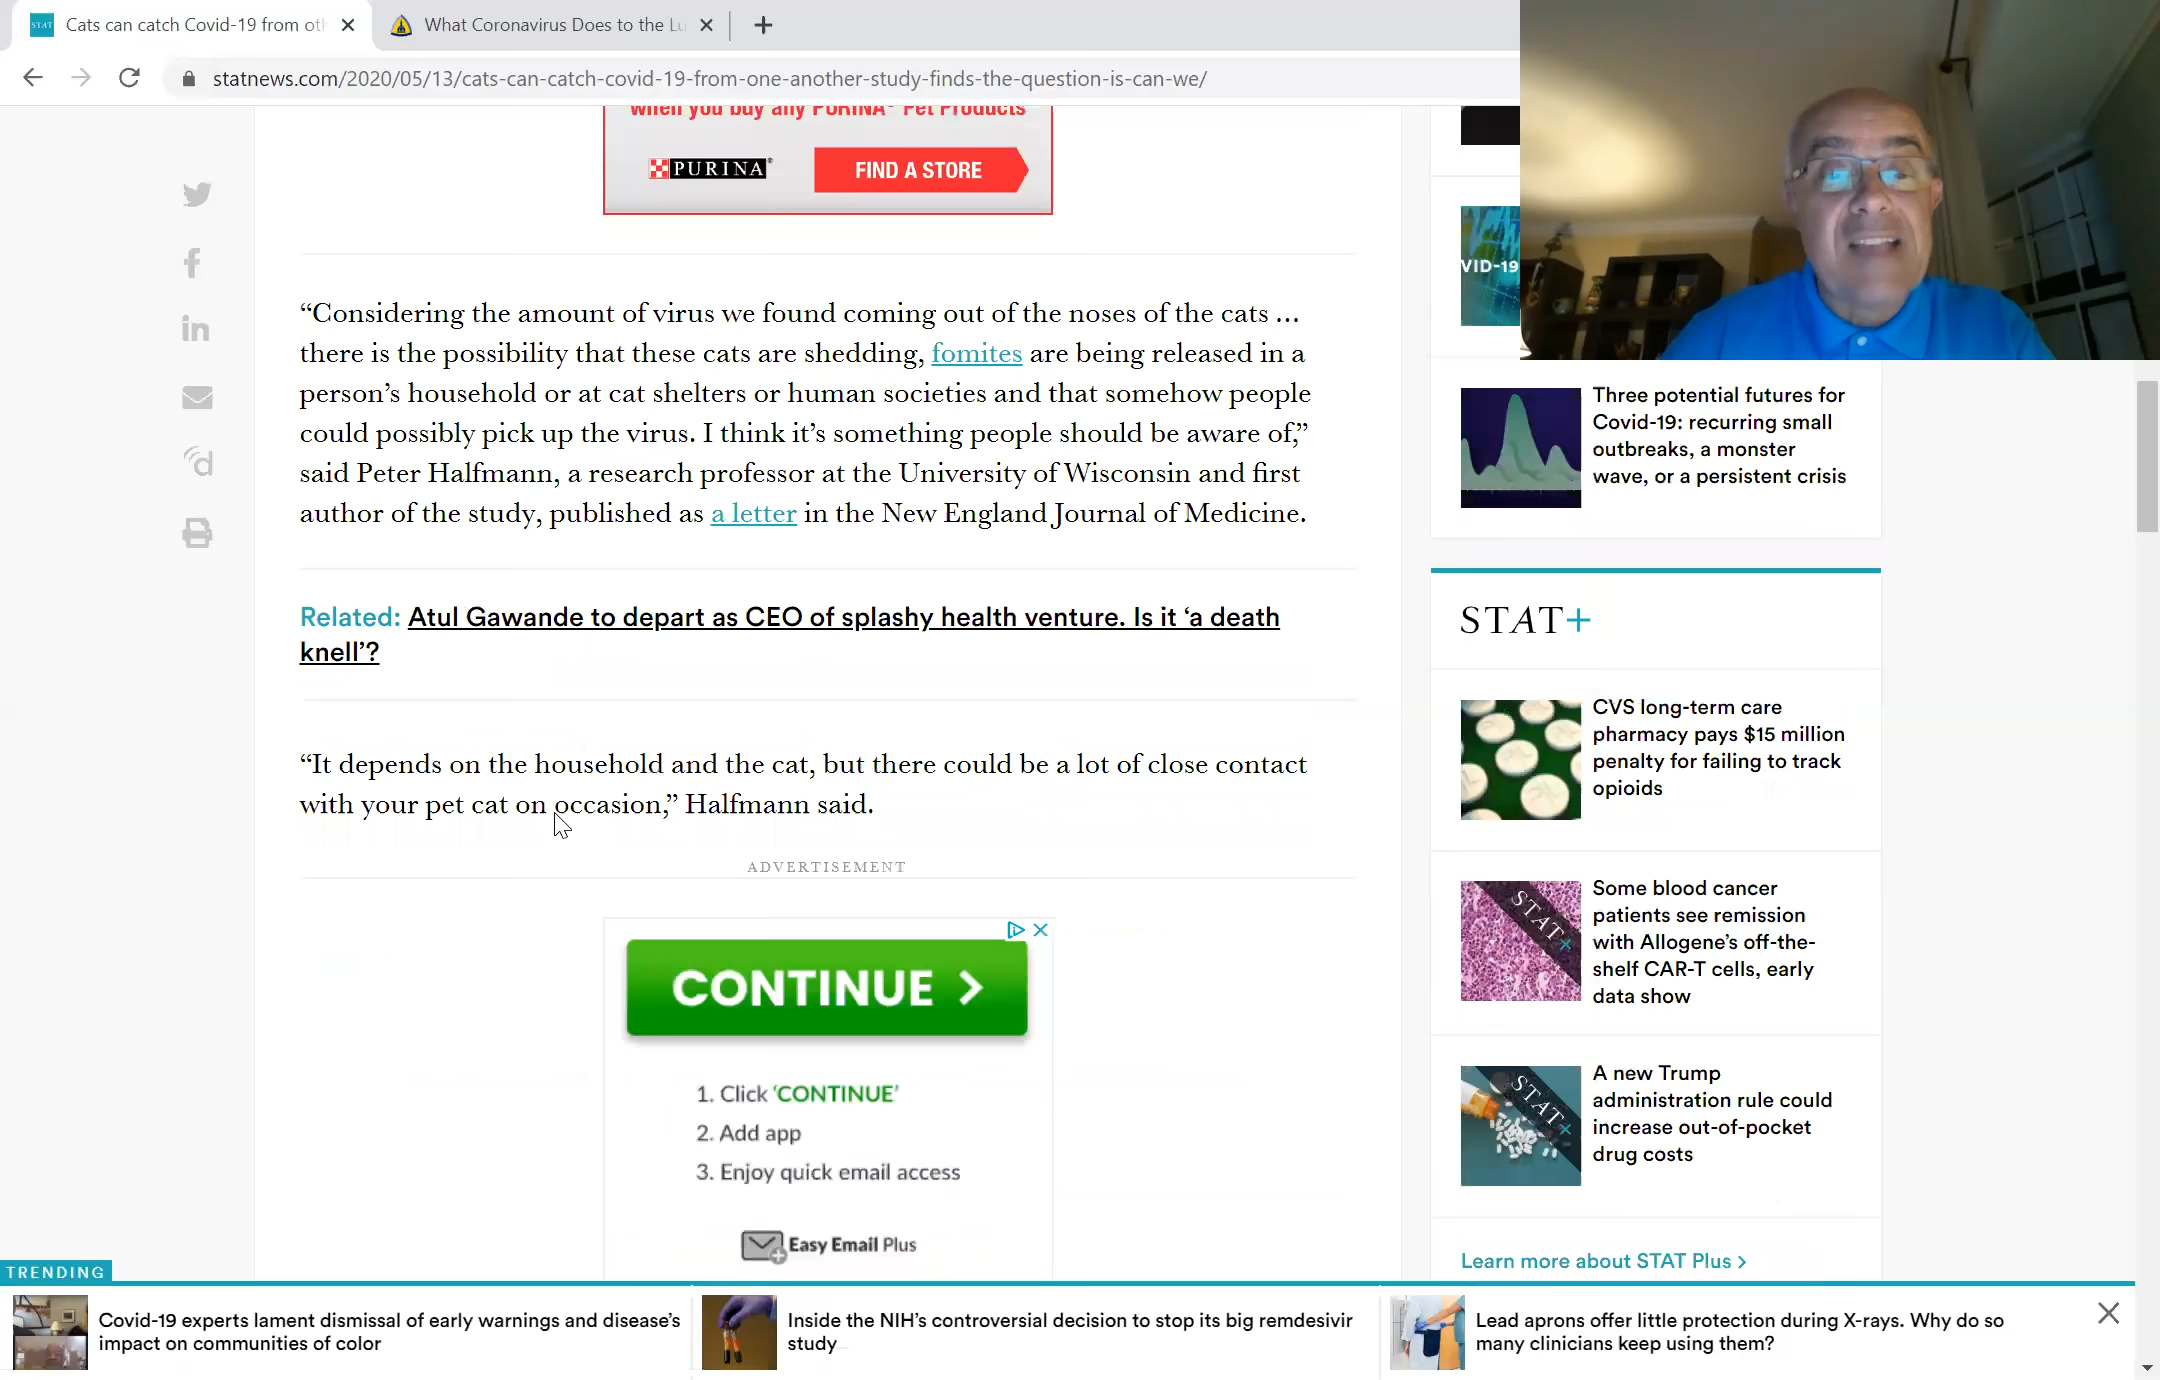 STAT
Cats can catch Covid-19 from oth
What Coronavirus Does to the Lu
statnews.com/2020/05/13/cats-can-catch-covid-19-from-one-another-study-finds-the-question-is-can-we/
when you buy any PURINA® Pet Products
PURINA®
FIND A STORE
“Considering the amount of virus we found coming out of the noses of the cats …
there is the possibility that these cats are shedding, fomites are being released in a
person’s household or at cat shelters or human societies and that somehow people
could possibly pick up the virus. I think it’s something people should be aware of,”
said Peter Halfmann, a research professor at the University of Wisconsin and first
author of the study, published as a letter in the New England Journal of Medicine.
Related: Atul Gawande to depart as CEO of splashy health venture. Is it ‘a death
knell’?
“It depends on the household and the cat, but there could be a lot of close contact
with your pet cat on occasion,” Halfmann said.
ADVERTISEMENT
CONTINUE >
1. Click ‘CONTINUE’
2. Add app
3. Enjoy quick email access
Easy Email Plus
VID-19
Three potential futures for
Covid-19: recurring small
outbreaks, a monster
wave, or a persistent crisis
STAT+
CVS long-term care
pharmacy pays $15 million
penalty for failing to track
opioids
STAT+
Some blood cancer
patients see remission
with Allogene’s off-the-
shelf CAR-T cells, early
data show
STAT+
A new Trump
administration rule could
increase out-of-pocket
drug costs
Learn more about STAT Plus >
TRENDING
Covid-19 experts lament dismissal of early warnings and disease’s
impact on communities of color
Inside the NIH’s controversial decision to stop its big remdesivir
study
Lead aprons offer little protection during X-rays. Why do so
many clinicians keep using them?